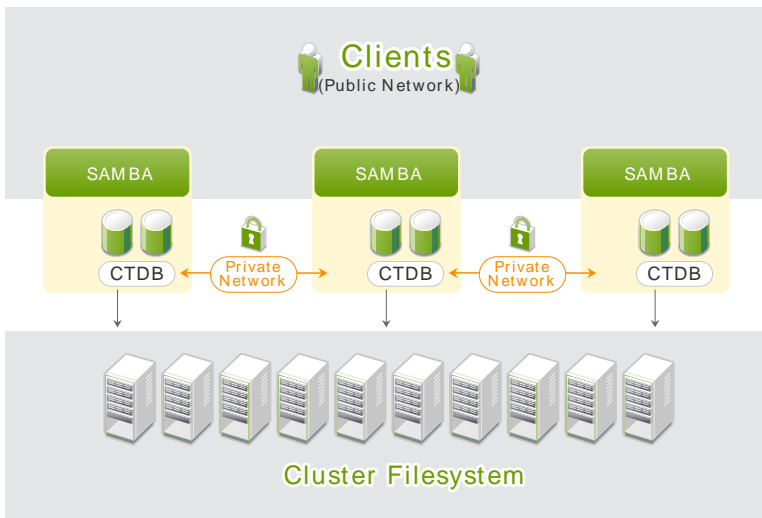 Clients
(Public Network)
SAMBA
SAMBA
SAMBA
CTDB
Private
Network
CTDB
Private
Network
CTDB
Cluster Filesystem